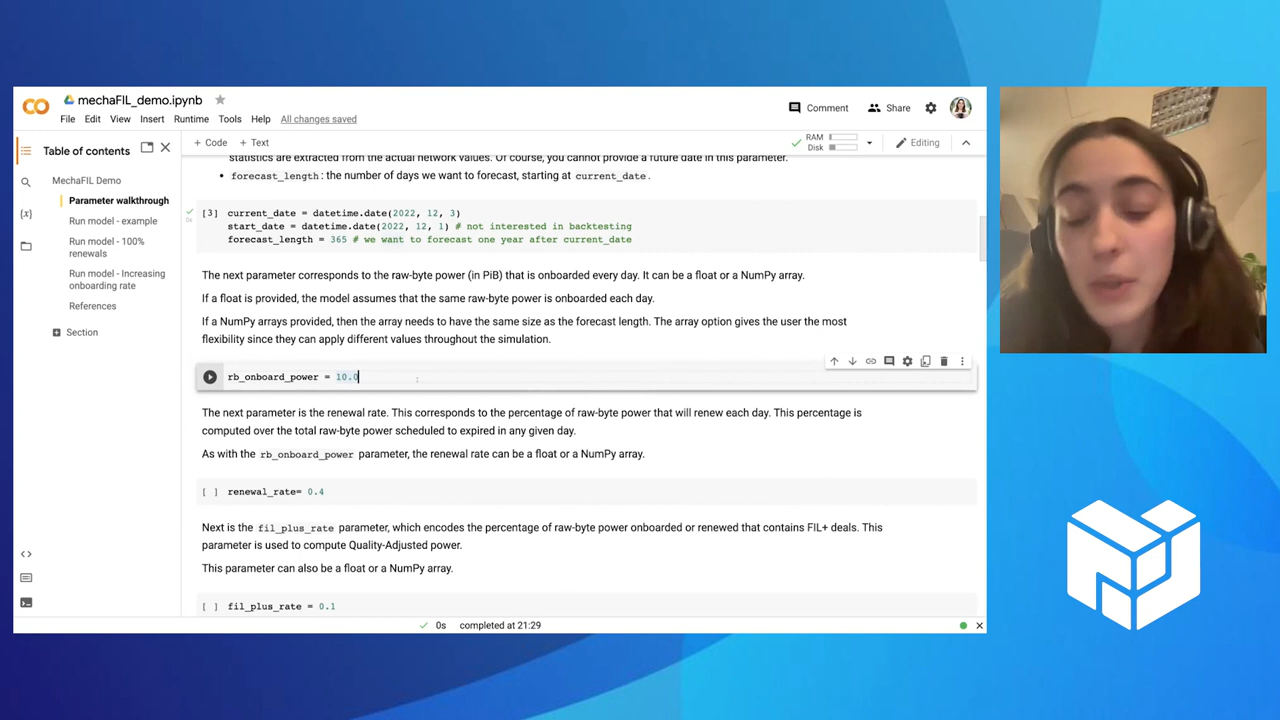 mechaFIL_demo.ipynb
Comment
Share
File Edit View Insert Runtime Tools Help All changes saved
+ Code + Text
RAM
Disk
Editing
Table of contents
MechaFIL Demo
Parameter walkthrough
Run model - example
Run model - 100%
renewals
Run model - Increasing
onboarding rate
References
Section
{x}
statistics are extracted from the actual network values. Of course, you cannot provide a future date in this parameter.
• forecast_length: the number of days we want to forecast, starting at current_date.
[3] current_date = datetime.date(2022, 12, 3)
start_date = datetime.date(2022, 12, 1) # not interested in backtesting
forecast_length = 365 # we want to forecast one year after current_date
0s
The next parameter corresponds to the raw-byte power (in PiB) that is onboarded every day. It can be a float or a NumPy array.
If a float is provided, the model assumes that the same raw-byte power is onboarded each day.
If a NumPy arrays provided, then the array needs to have the same size as the forecast length. The array option gives the user the most
flexibility since they can apply different values throughout the simulation.
rb_onboard_power = 10.0
The next parameter is the renewal rate. This corresponds to the percentage of raw-byte power that will renew each day. This percentage is
computed over the total raw-byte power scheduled to expired in any given day.
As with the rb_onboard_power parameter, the renewal rate can be a float or a NumPy array.
[ ] renewal_rate= 0.4
Next is the fil_plus_rate parameter, which encodes the percentage of raw-byte power onboarded or renewed that contains FIL+ deals. This
parameter is used to compute Quality-Adjusted power.
This parameter can also be a float or a NumPy array.
[ ] fil_plus_rate = 0.1
0s completed at 21:29